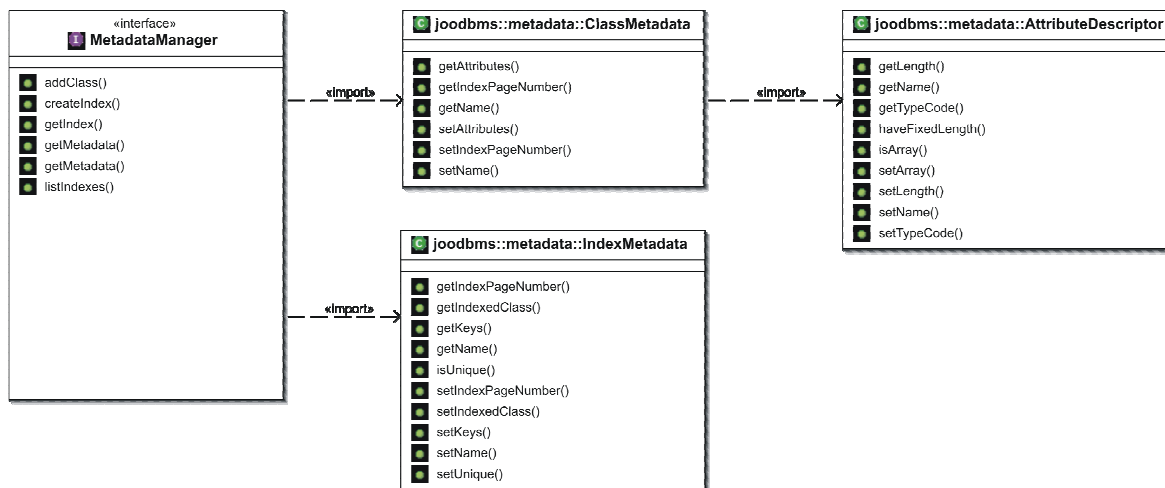 «interface»
MetadataManager
addClass()
createIndex()
getIndex()
getMetadata()
getMetadata()
listIndexes()
«import»
joodbms::metadata::ClassMetadata
getAttributes()
getIndexPageNumber()
getName()
setAttributes()
setIndexPageNumber()
setName()
«import»
joodbms::metadata::AttributeDescriptor
getLength()
getName()
getTypeCode()
haveFixedLength()
isArray()
setArray()
setLength()
setName()
setTypeCode()
«import»
joodbms::metadata::IndexMetadata
getIndexPageNumber()
getIndexedClass()
getKeys()
getName()
isUnique()
setIndexPageNumber()
setIndexedClass()
setKeys()
setName()
setUnique()